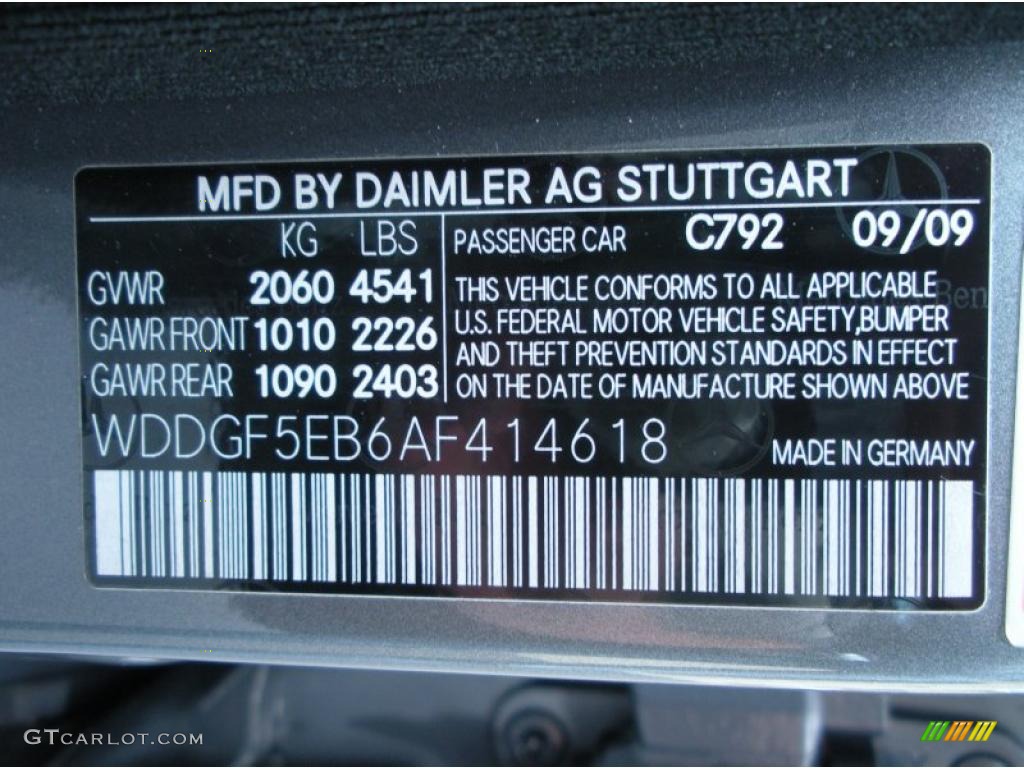 MFD BY DAIMLER AG STUTTGART
KG LBS
GVWR 2060 4541
GAWR FRONT 1010 2226
GAWR REAR 1090 2403
PASSENGER CAR C792 09/09
THIS VEHICLE CONFORMS TO ALL APPLICABLE
U.S. FEDERAL MOTOR VEHICLE SAFETY,BUMPER
AND THEFT PREVENTION STANDARDS IN EFFECT
ON THE DATE OF MANUFACTURE SHOWN ABOVE
WDDGF5EB6AF414618
MADE IN GERMANY
GTCARLOT.COM